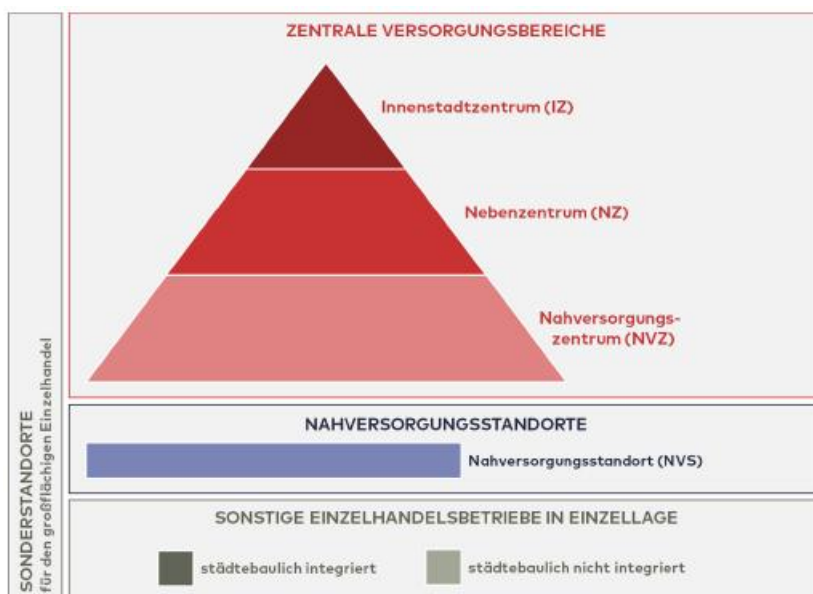 ZENTRALE VERSORGUNGSBEREICHE
Innenstadtzentrum (IZ)
Nebenzentrum (NZ)
Nahversorgungs-
zentrum (NVZ)
NAHVERSORGUNGSSTANDORTE
Nahversorgungsstandort (NVS)
SONSTIGE EINZELHANDELSBETRIEBE IN EINZELLAGE
städtebaulich integriert
städtebaulich nicht integriert
SONDERSTANDORTE
für den großflächigen Einzelhandel